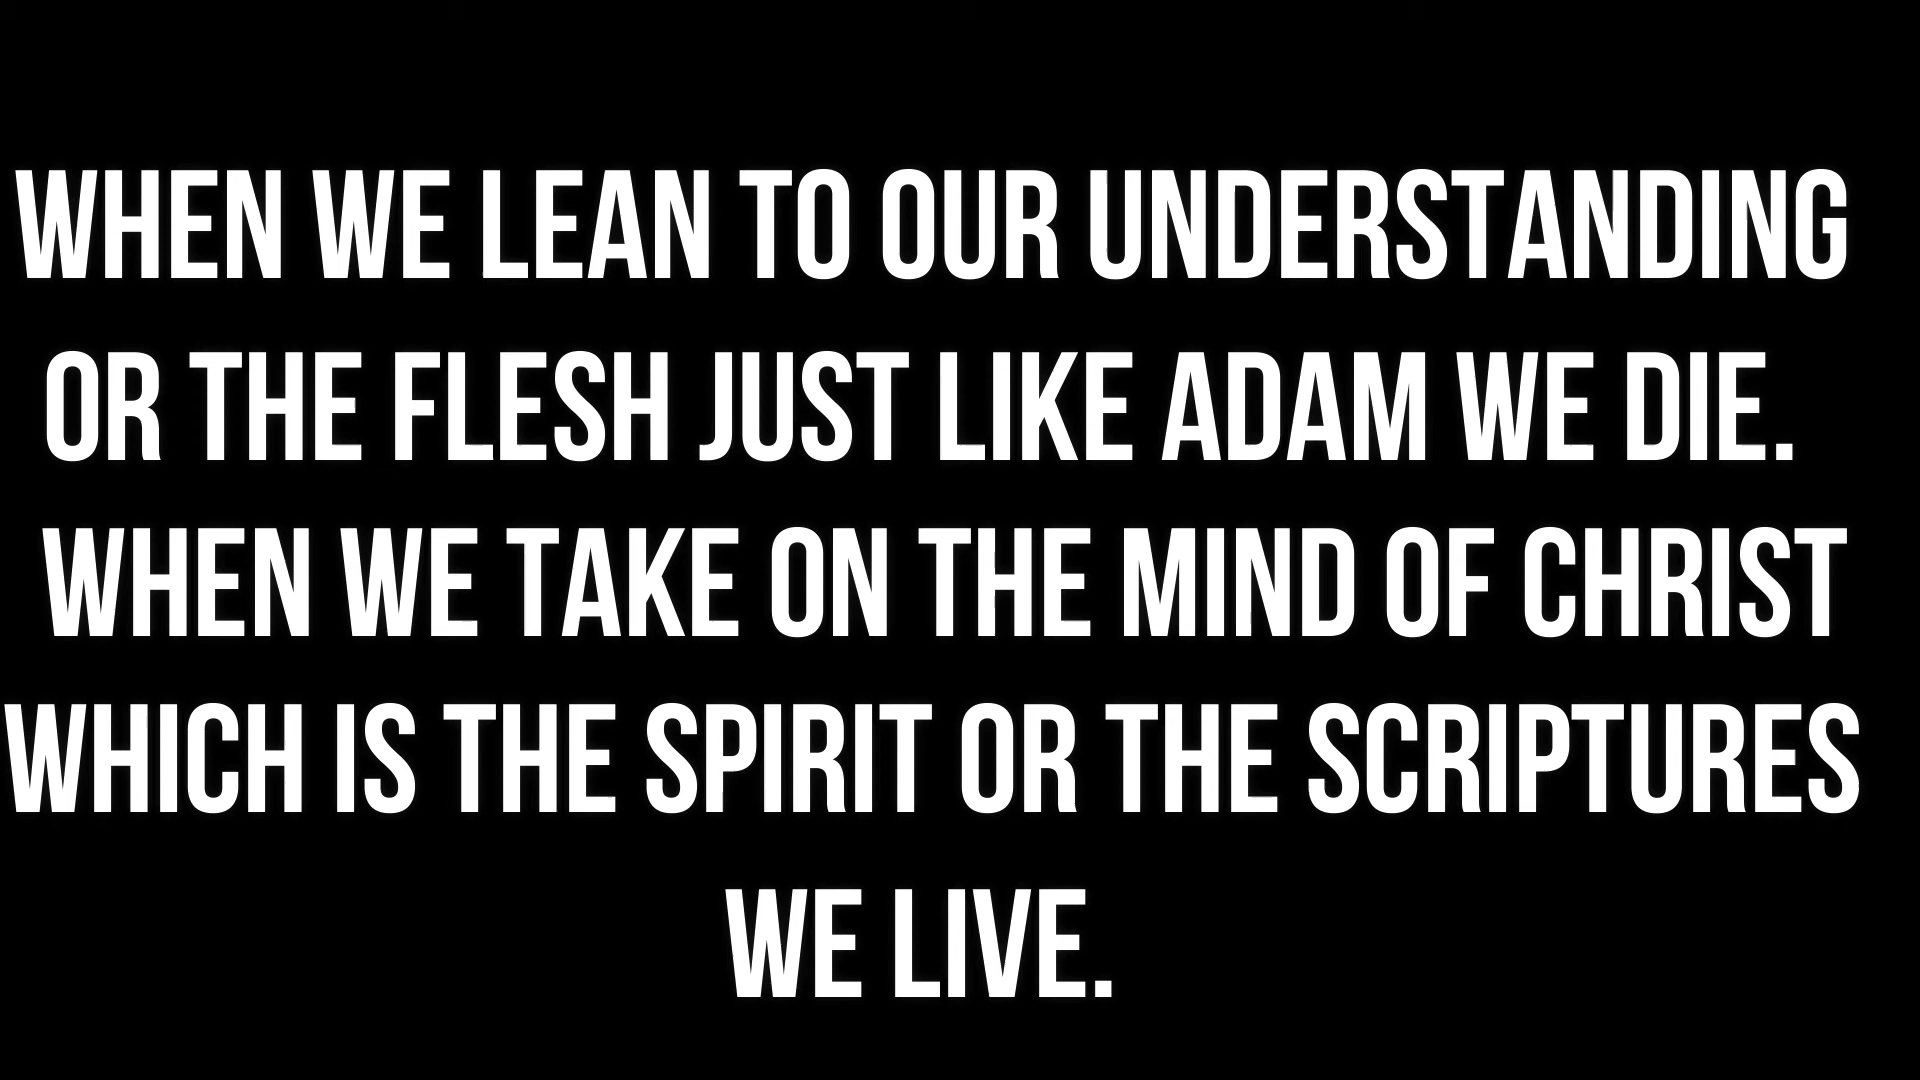 WHEN WE LEAN TO OUR UNDERSTANDING
OR THE FLESH JUST LIKE ADAM WE DIE.
WHEN WE TAKE ON THE MIND OF CHRIST
WHICH IS THE SPIRIT OR THE SCRIPTURES
WE LIVE.